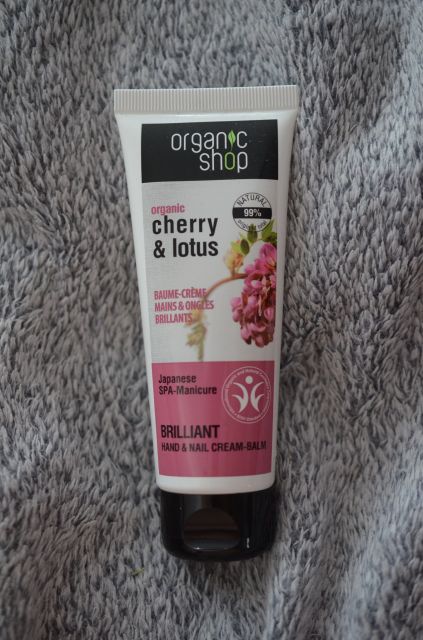 organic
shop
organic
cherry
& lotus
NATURAL
99%
BAUME-CRÈME
MAINS & ONGLES
BRILLANTS
Japanese
SPA-Manicure
BRILLIANT
HAND & NAIL CREAM-BALM